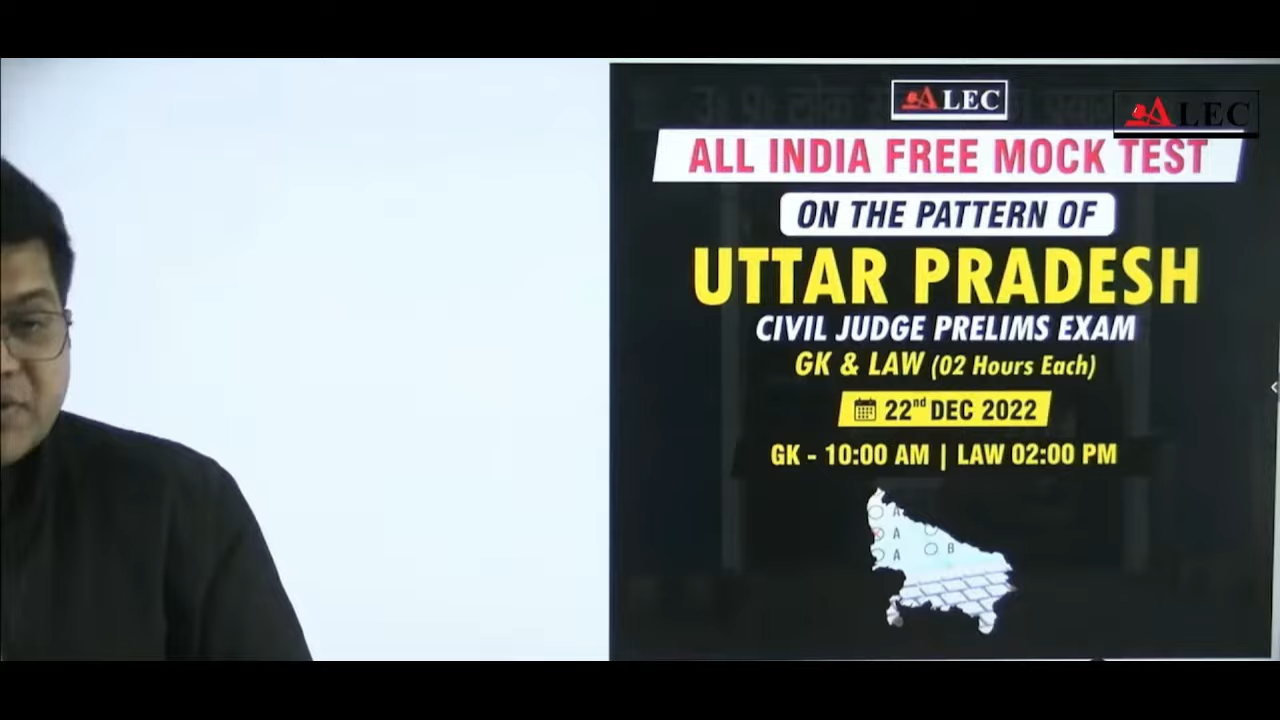 ALEC
ALEC
ALL INDIA FREE MOCK TEST
ON THE PATTERN OF
UTTAR PRADESH
CIVIL JUDGE PRELIMS EXAM
GK & LAW (02 Hours Each)
22nd DEC 2022
GK - 10:00 AM | LAW 02:00 PM
A
A
A
B